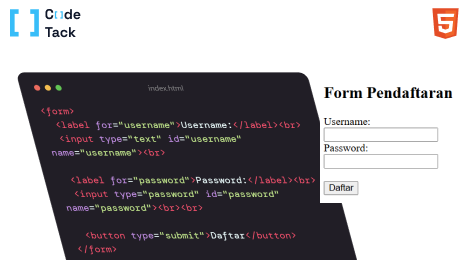 [ ] C[]de
Tack
5
index.html
<form>
<label for="username">Username:</label><br>
<input type="text" id="username"
name="username"><br>
<label for="password">Password:</label><br>
<input type="password" id="password"
name="password"><br><br>
<button type="submit">Daftar</button>
</form>
Form Pendaftaran
Username:
Password:
Daftar